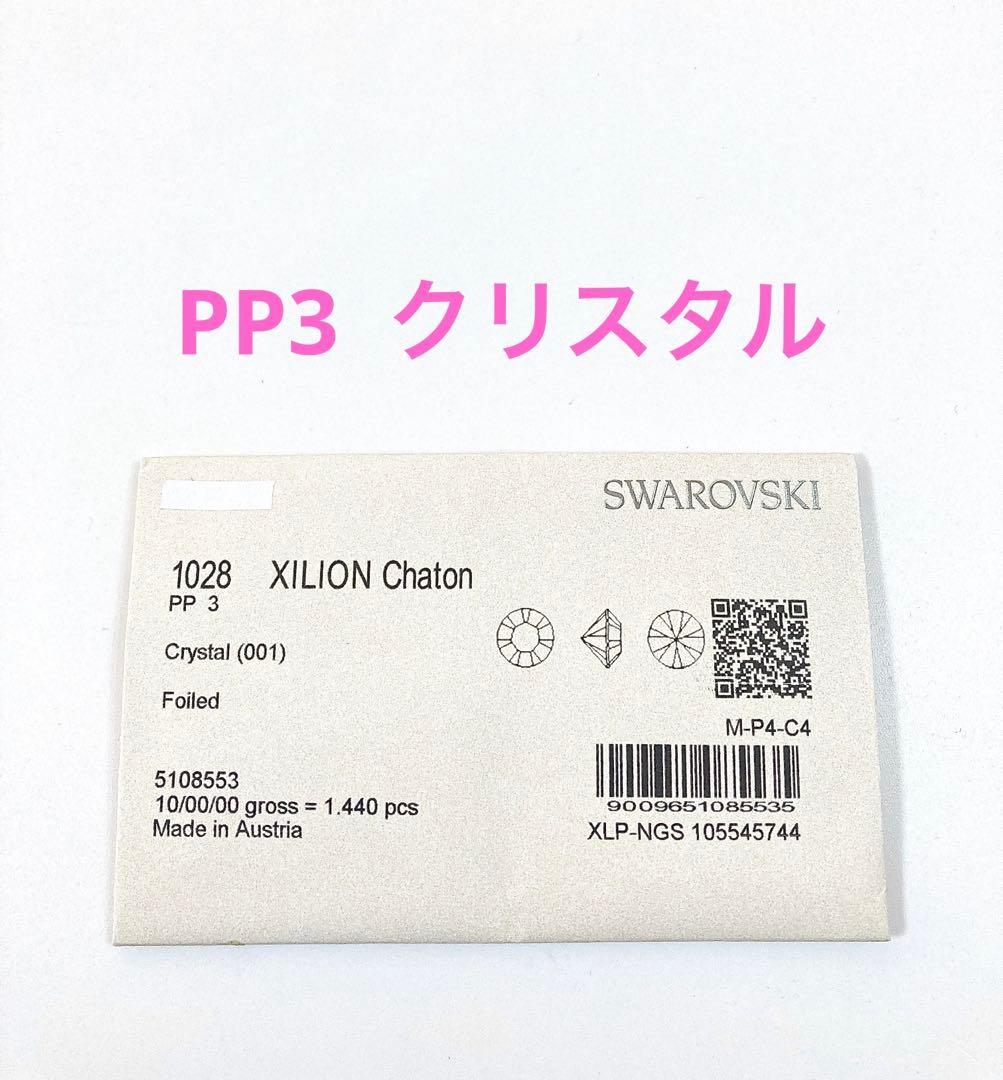 PP3 クリスタル
SWAROVSKI
1028 XILION Chaton
PP 3
Crystal (001)
Foiled
M-P4-C4
5108553
10/00/00 gross = 1.440 pcs
Made in Austria
9009651085535
XLP-NGS 105545744